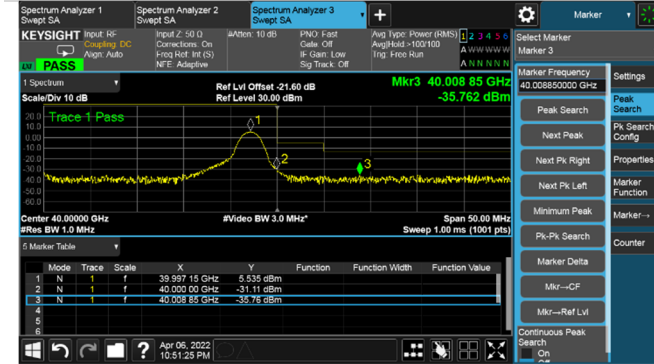 Spectrum Analyzer 1
Swept SA
Spectrum Analyzer 2
Swept SA
Spectrum Analyzer 3
Swept SA
Marker
KEYSIGHT
Input: RF
Coupling: DC
Align: Auto
Input Z: 50 Ω
Corrections: On
Freq Ref: Int (S)
NFE: Adaptive
#Atten: 10 dB
PNO: Fast
Gate: Off
IF Gain: Low
Sig Track: Off
Avg Type: Power (RMS)
Avg|Hold >100/100
Trig: Free Run
1 2 3 4 5 6
A W W W W W
A N N N N N
PASS
Select Marker
Marker 3
1 Spectrum
Scale/Div 10 dB
Ref Lvl Offset -21.60 dB
Ref Level 30.00 dBm
Mkr3 40.008 85 GHz
-35.762 dBm
Trace 1 Pass
20.0
10.0
0.00
-10.0
-20.0
-30.0
-40.0
-50.0
-60.0
1
2
3
Center 40.00000 GHz
#Res BW 1.0 MHz
#Video BW 3.0 MHz*
Span 50.00 MHz
Sweep 1.00 ms (1001 pts)
5 Marker Table
Mode Trace Scale X Y Function Function Width Function Value
1 N 1 f 39.997 15 GHz 5.535 dBm
2 N 1 f 40.000 00 GHz -31.11 dBm
3 N 1 f 40.008 85 GHz -35.76 dBm
4
5
6
Apr 06, 2022
10:51:25 PM
Marker Frequency
40.008850000 GHz
Peak Search
Next Peak
Next Pk Right
Next Pk Left
Minimum Peak
Pk-Pk Search
Marker Delta
Mkr→CF
Mkr→Ref Lvl
Continuous Peak
Search
On
Off
Settings
Peak
Search
Pk Search
Config
Properties
Marker
Function
Marker→
Counter